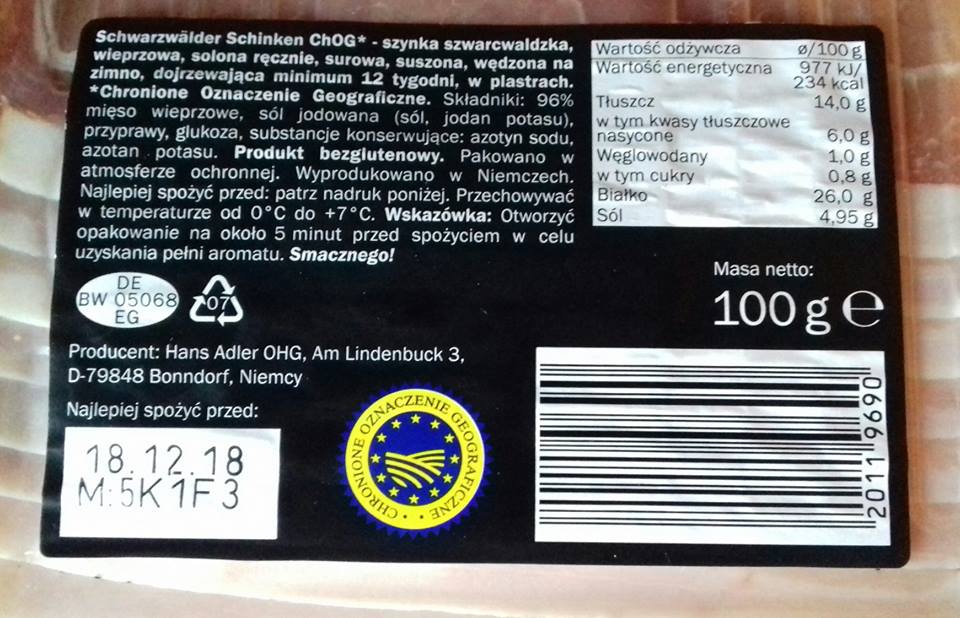 Schwarzwälder Schinken ChOG* - szynka szwarcwaldzka,
wieprzowa, solona ręcznie, surowa, suszona, wędzona na
zimno, dojrzewająca minimum 12 tygodni, w plastrach.
*Chronione Oznaczenie Geograficzne. Składniki: 96%
mięso wieprzowe, sól jodowana (sól, jodan potasu),
przyprawy, glukoza, substancje konserwujące: azotyn sodu,
azotan potasu. Produkt bezglutenowy. Pakowano w
atmosferze ochronnej. Wyprodukowano w Niemczech.
Najlepiej spożyć przed: patrz nadruk poniżej. Przechowywać
w temperaturze od 0°C do +7°C. Wskazówka: Otworzyć
opakowanie na około 5 minut przed spożyciem w celu
uzyskania pełni aromatu. Smacznego!
Wartość odżywcza ø/100 g
Wartość energetyczna 977 kJ/
234 kcal
Tłuszcz 14,0 g
w tym kwasy tłuszczowe
nasycone 6,0 g
Węglowodany 1,0 g
w tym cukry 0,8 g
Białko 26,0 g
Sól 4,95 g
DE
BW 05068
EG
07
Masa netto:
100 g ℮
Producent: Hans Adler OHG, Am Lindenbuck 3,
D-79848 Bonndorf, Niemcy
Najlepiej spożyć przed:
18.12.18
M:5K1F3
CHRONIONE OZNACZENIE GEOGRAFICZNE
2011 9690